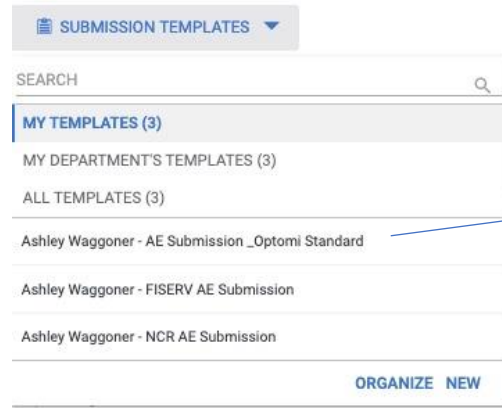 SUBMISSION TEMPLATES
SEARCH
MY TEMPLATES (3)
MY DEPARTMENT'S TEMPLATES (3)
ALL TEMPLATES (3)
Ashley Waggoner - AE Submission _Optomi Standard
Ashley Waggoner - FISERV AE Submission
Ashley Waggoner - NCR AE Submission
ORGANIZE NEW